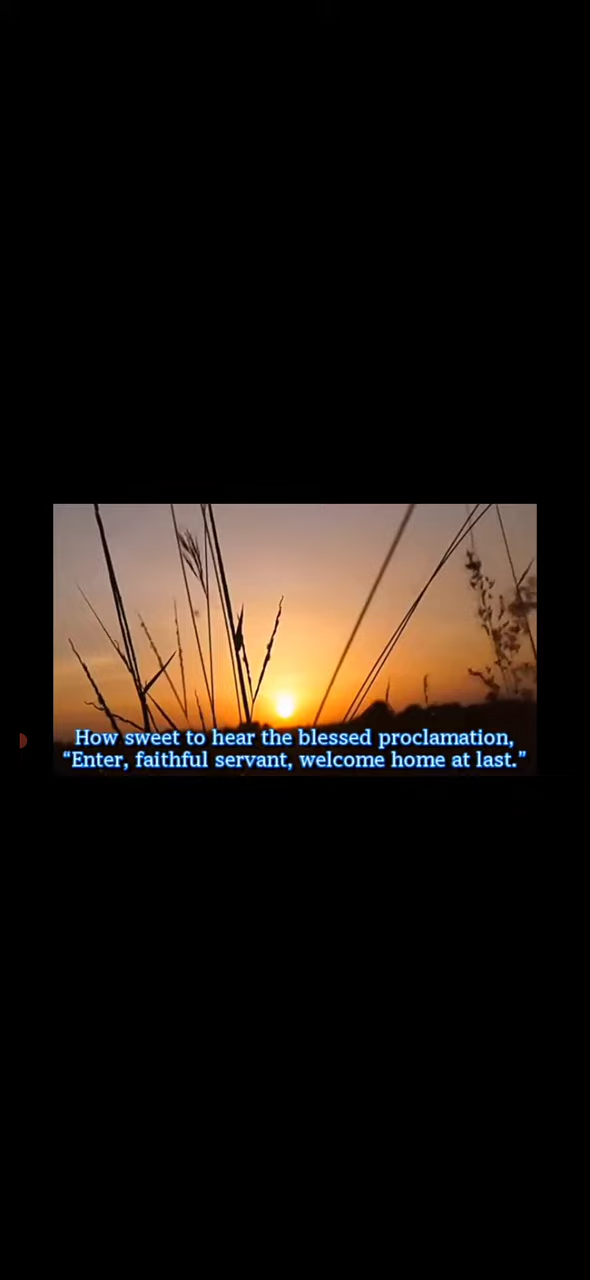 How sweet to hear the blessed proclamation,
“Enter, faithful servant, welcome home at last.”